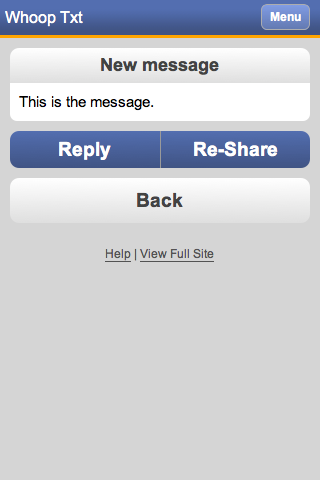 Whoop Txt Menu
New message
This is the message.
Reply Re-Share
Back
Help | View Full Site